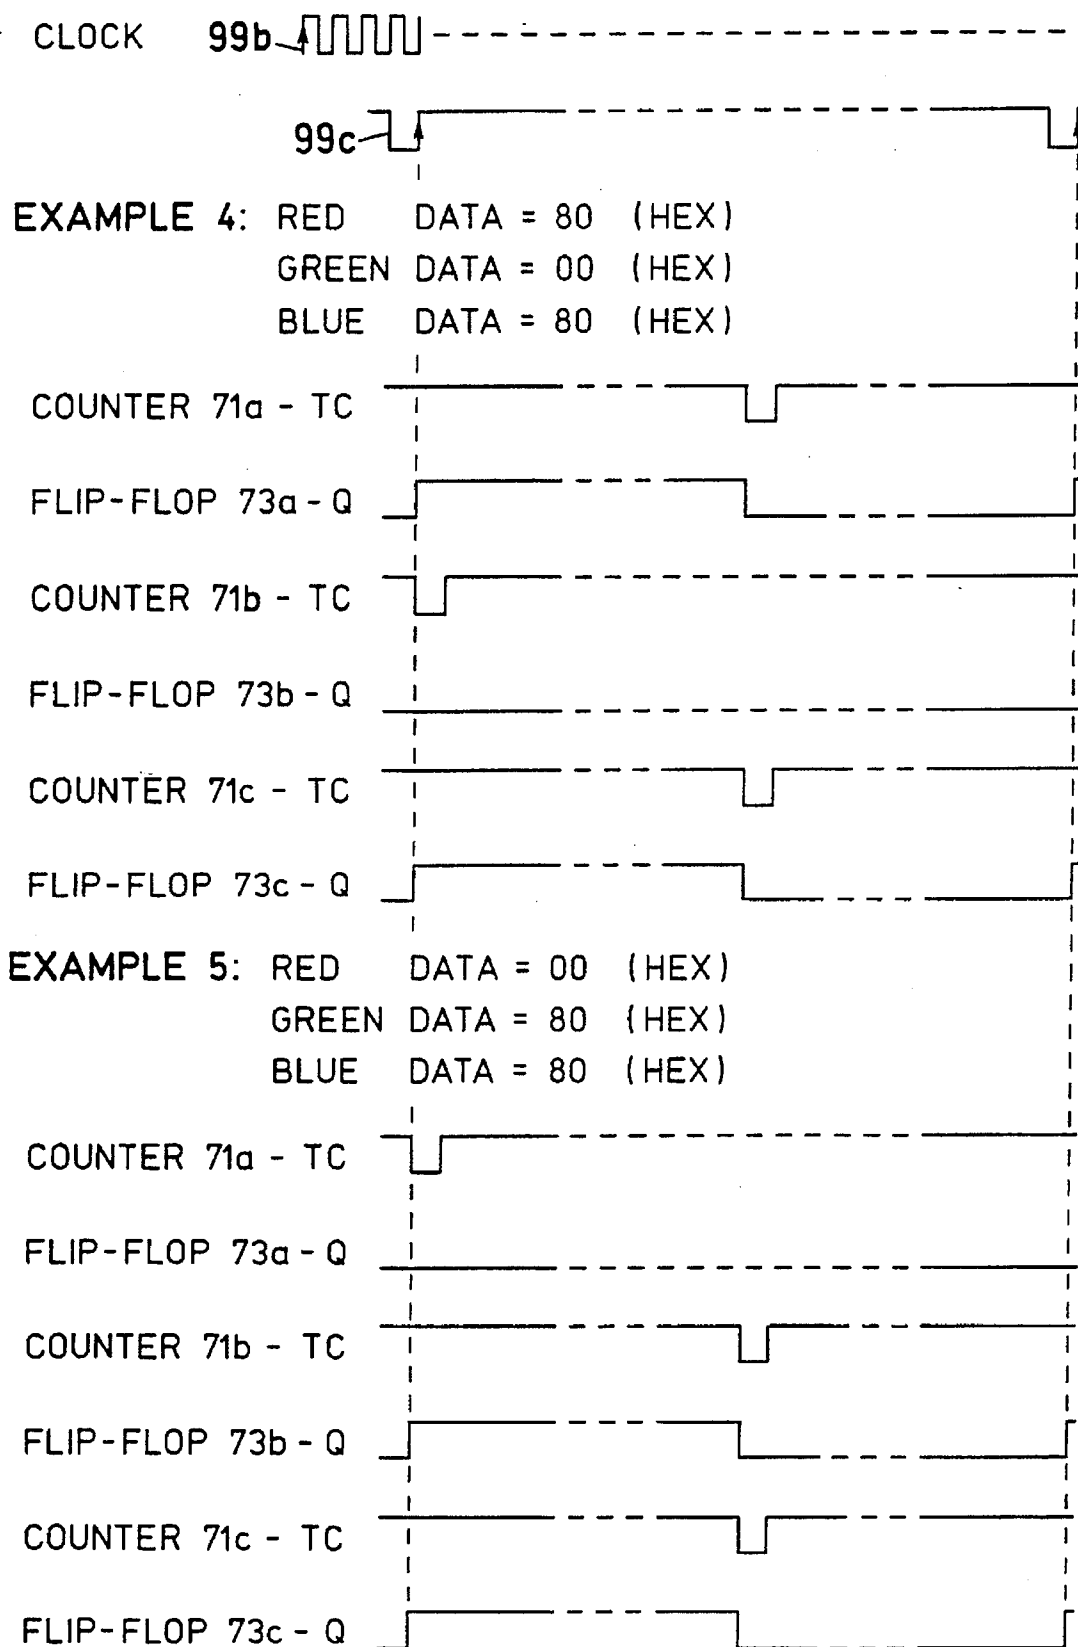 CLOCK 99b
99c
EXAMPLE 4: RED DATA = 80 (HEX)
GREEN DATA = 00 (HEX)
BLUE DATA = 80 (HEX)
COUNTER 71a - TC
FLIP-FLOP 73a - Q
COUNTER 71b - TC
FLIP-FLOP 73b - Q
COUNTER 71c - TC
FLIP-FLOP 73c - Q
EXAMPLE 5: RED DATA = 00 (HEX)
GREEN DATA = 80 (HEX)
BLUE DATA = 80 (HEX)
COUNTER 71a - TC
FLIP-FLOP 73a - Q
COUNTER 71b - TC
FLIP-FLOP 73b - Q
COUNTER 71c - TC
FLIP-FLOP 73c - Q